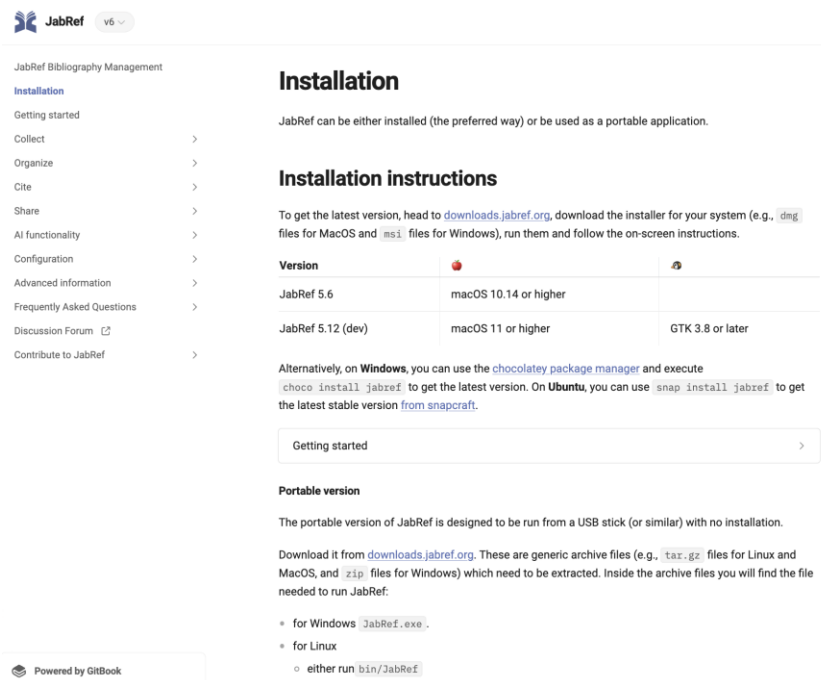 JabRef
v6
JabRef Bibliography Management
Installation
Getting started
Collect
Organize
Cite
Share
AI functionality
Configuration
Advanced information
Frequently Asked Questions
Discussion Forum
Contribute to JabRef
Powered by GitBook
Installation
JabRef can be either installed (the preferred way) or be used as a portable application.
Installation instructions
To get the latest version, head to downloads.jabref.org, download the installer for your system (e.g., dmg
files for MacOS and msi files for Windows), run them and follow the on-screen instructions.
Version
JabRef 5.6 macOS 10.14 or higher
JabRef 5.12 (dev) macOS 11 or higher GTK 3.8 or later
Alternatively, on Windows, you can use the chocolatey package manager and execute
choco install jabref to get the latest version. On Ubuntu, you can use snap install jabref to get
the latest stable version from snapcraft.
Getting started
Portable version
The portable version of JabRef is designed to be run from a USB stick (or similar) with no installation.
Download it from downloads.jabref.org. These are generic archive files (e.g., tar.gz files for Linux and
MacOS, and zip files for Windows) which need to be extracted. Inside the archive files you will find the file
needed to run JabRef:
for Windows JabRef.exe .
for Linux
either run bin/JabRef